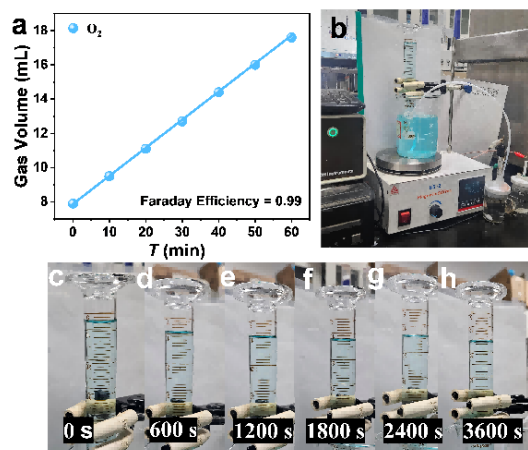 a
O₂
Gas Volume (mL)
18
16
14
12
10
8
0 10 20 30 40 50 60
T (min)
Faraday Efficiency = 0.99
b
c d e f g h
0 s 600 s 1200 s 1800 s 2400 s 3600 s